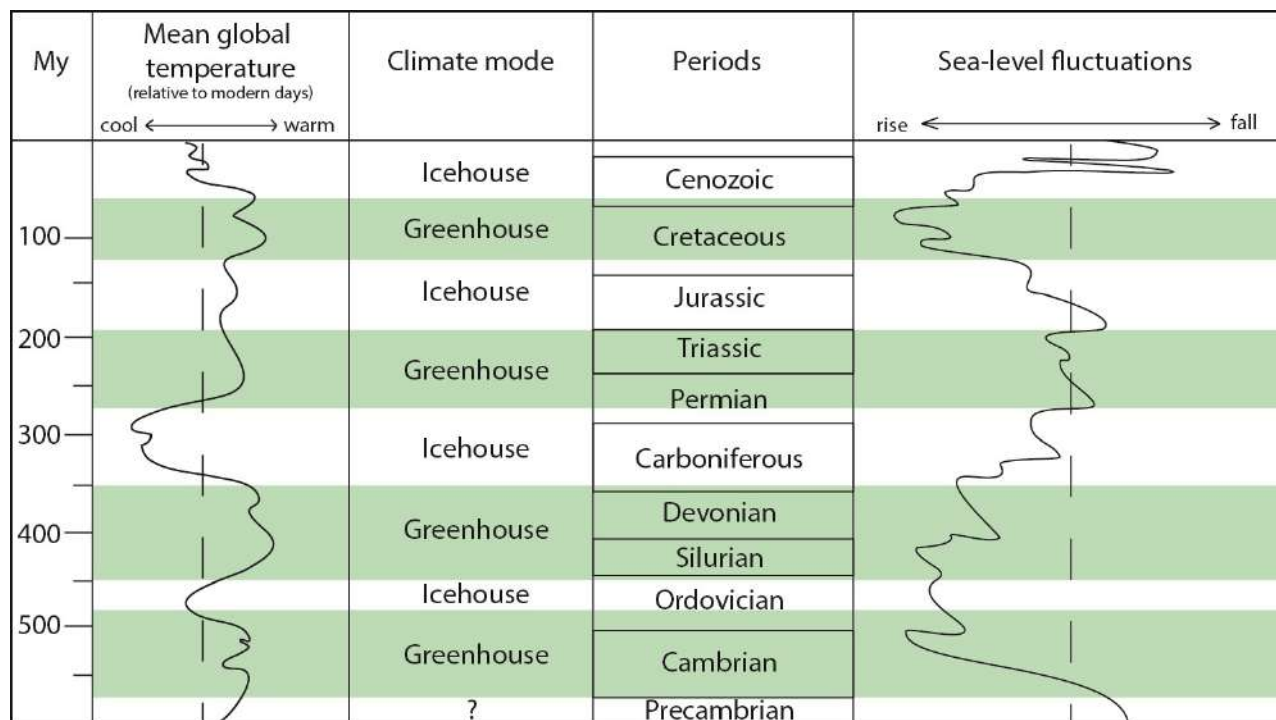 My
Mean global
temperature
(relative to modern days)
cool
warm
Climate mode
Periods
Sea-level fluctuations
rise
fall
Icehouse
Cenozoic
100
Greenhouse
Cretaceous
Icehouse
Jurassic
200
Greenhouse
Triassic
Permian
300
Icehouse
Carboniferous
400
Greenhouse
Devonian
Silurian
Icehouse
Ordovician
500
Greenhouse
Cambrian
?
Precambrian